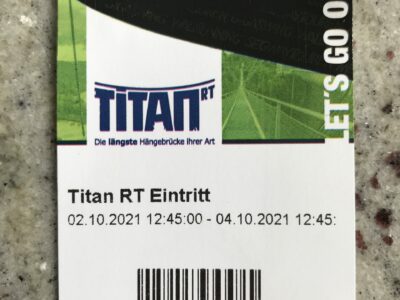 LET'S GO O
TITAN RT
Die längste Hängebrücke ihrer Art
Titan RT Eintritt
02.10.2021 12:45:00 - 04.10.2021 12:45: